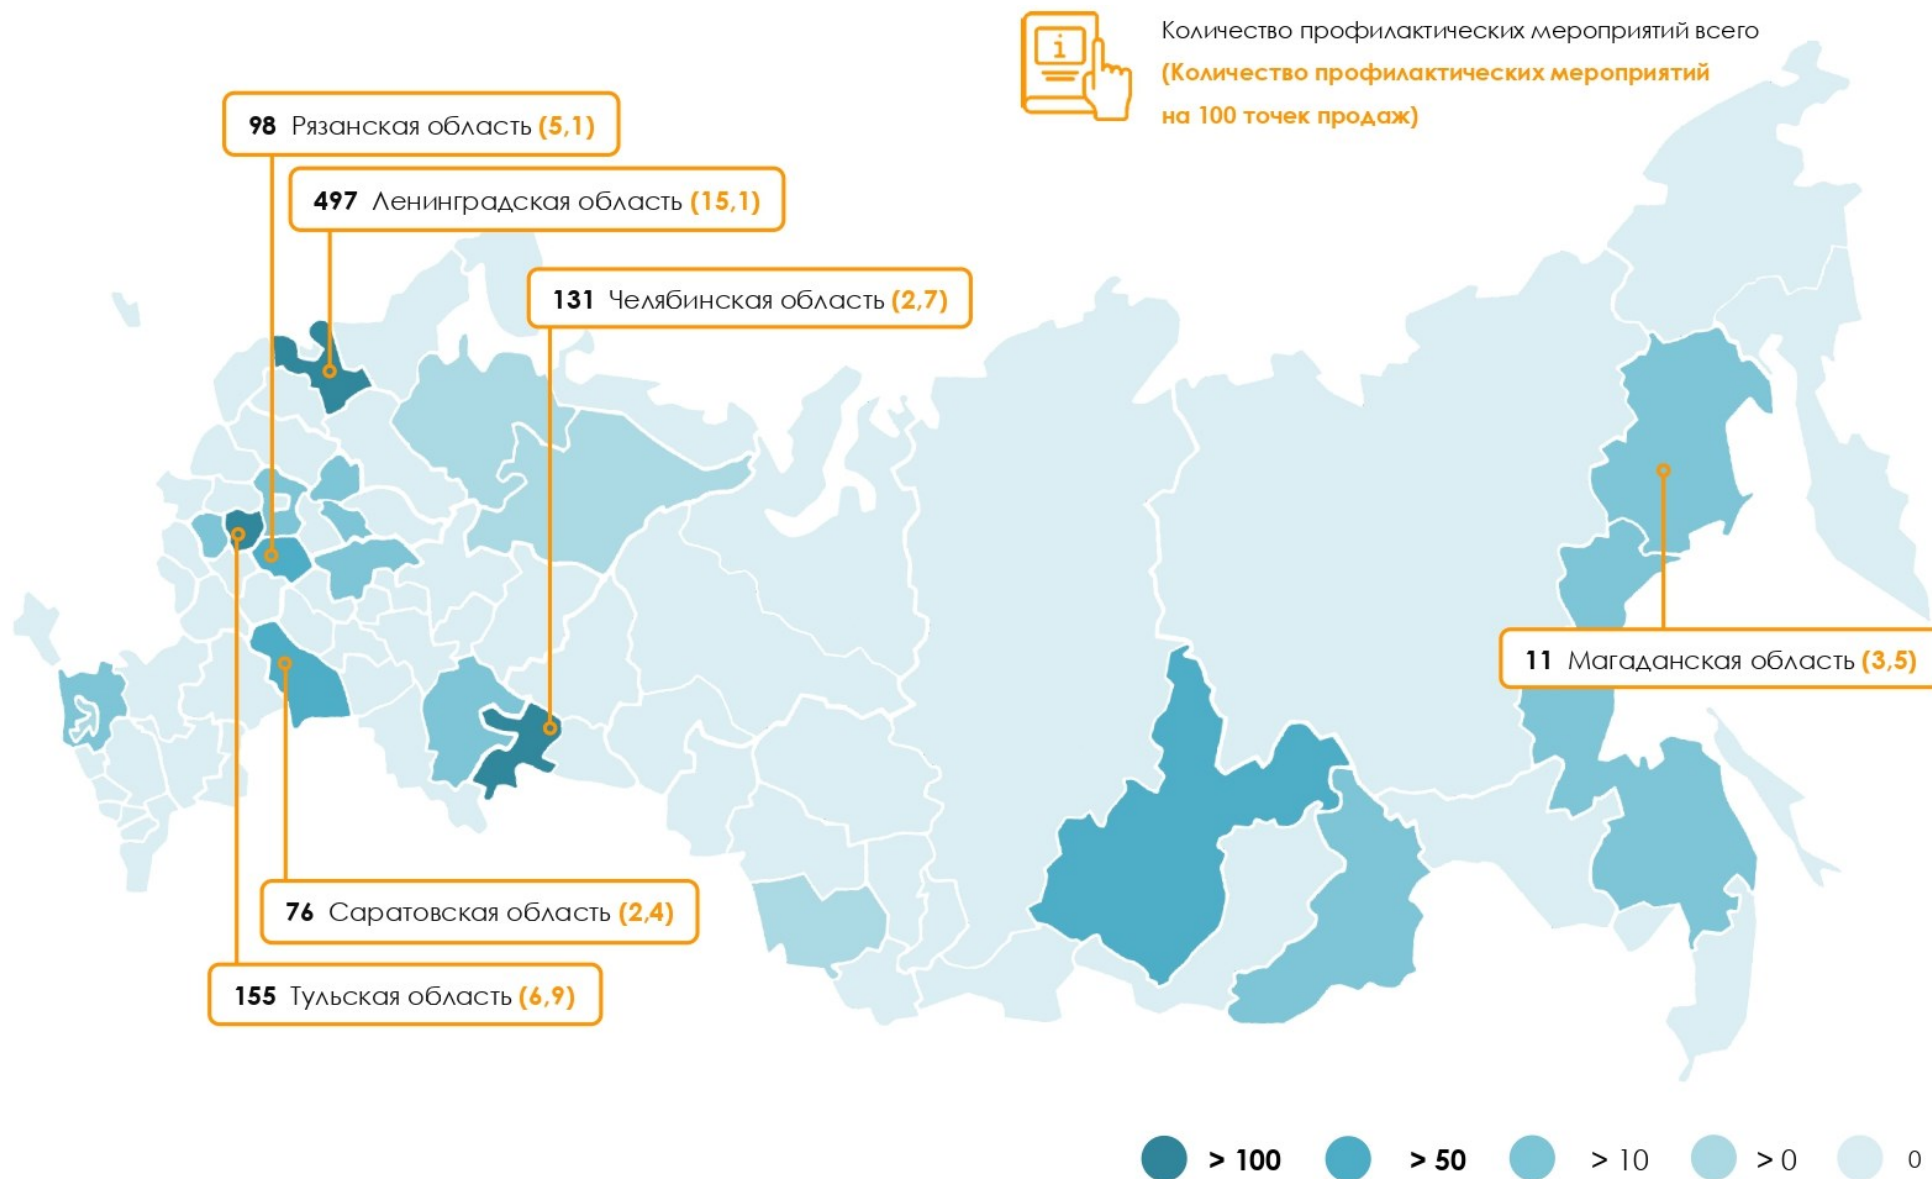 i
Количество профилактических мероприятий всего
(Количество профилактических мероприятий
на 100 точек продаж)
98 Рязанская область (5,1)
497 Ленинградская область (15,1)
131 Челябинская область (2,7)
11 Магаданская область (3,5)
76 Саратовская область (2,4)
155 Тульская область (6,9)
> 100
> 50
> 10
> 0
0